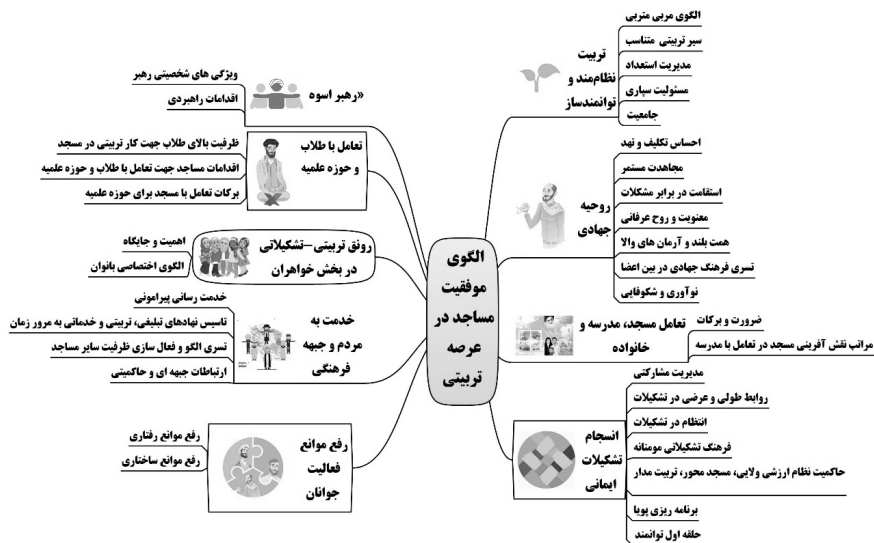 الگوی
موفقیت
مساجد در
عرصه
تربیتی
تربیت
نظام‌مند و
توانمندساز
الگوی مربی متربی
سیر تربیتی متناسب
مدیریت استعداد
مسئولیت سپاری
جامعیت
روحیه
جهادی
احساس تکلیف و تهد
مجاهدت مستمر
استقامت در برابر مشکلات
معنویت و روح عرفانی
همت بلند و آرمان های والا
تسری فرهنگ جهادی در بین اعضا
نوآوری و شکوفایی
تعامل مسجد، مدرسه و
خانواده
ضرورت و برکات
مراتب نقش آفرینی مسجد در تعامل با مدرسه
انسجام
تشکیلات
ایمانی
مدیریت مشارکتی
روابط طولی و عرضی در تشکیلات
انتظام در تشکیلات
فرهنگ تشکیلاتی مومنانه
حاکمیت نظام ارزشی ولایی، مسجد محور، تربیت مدار
برنامه ریزی پویا
حلقه اول توانمند
«رهبر اسوه
ویژگی های شخصیتی رهبر
اقدامات راهبردی
تعامل با طلاب
و حوزه علمیه
ظرفیت بالای طلاب جهت کار تربیتی در مسجد
اقدامات مساجد جهت تعامل با طلاب و حوزه علمیه
برکات تعامل با مسجد برای حوزه علمیه
رونق تربیتی-تشکیلاتی
در بخش خواهران
اهمیت و جایگاه
الگوی اختصاصی بانوان
خدمت به
مردم و جبهه
فرهنگی
خدمت رسانی پیرامونی
تاسیس نهادهای تبلیغی، تربیتی و خدماتی به مرور زمان
تسری الگو و فعال سازی ظرفیت سایر مساجد
ارتباطات جبهه ای و حاکمیتی
رفع موانع
فعالیت
جوانان
رفع موانع رفتاری
رفع موانع ساختاری